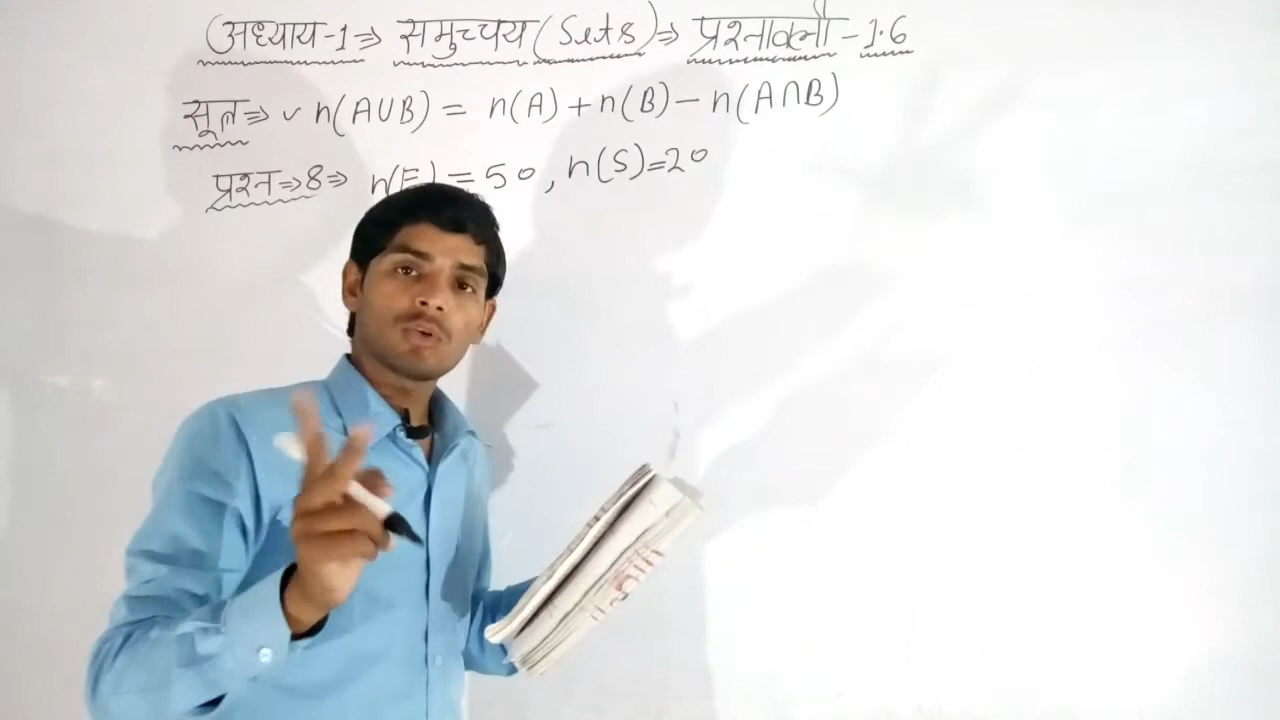 (अध्याय-1⇒ समुच्चय (Sets)⇒ प्रश्नावली - 1.6
सूत्र⇒ ✓ n(A∪B) = n(A) + n(B) - n(A∩B)
प्रश्न⇒8⇒ n(F) = 50, n(S)=20